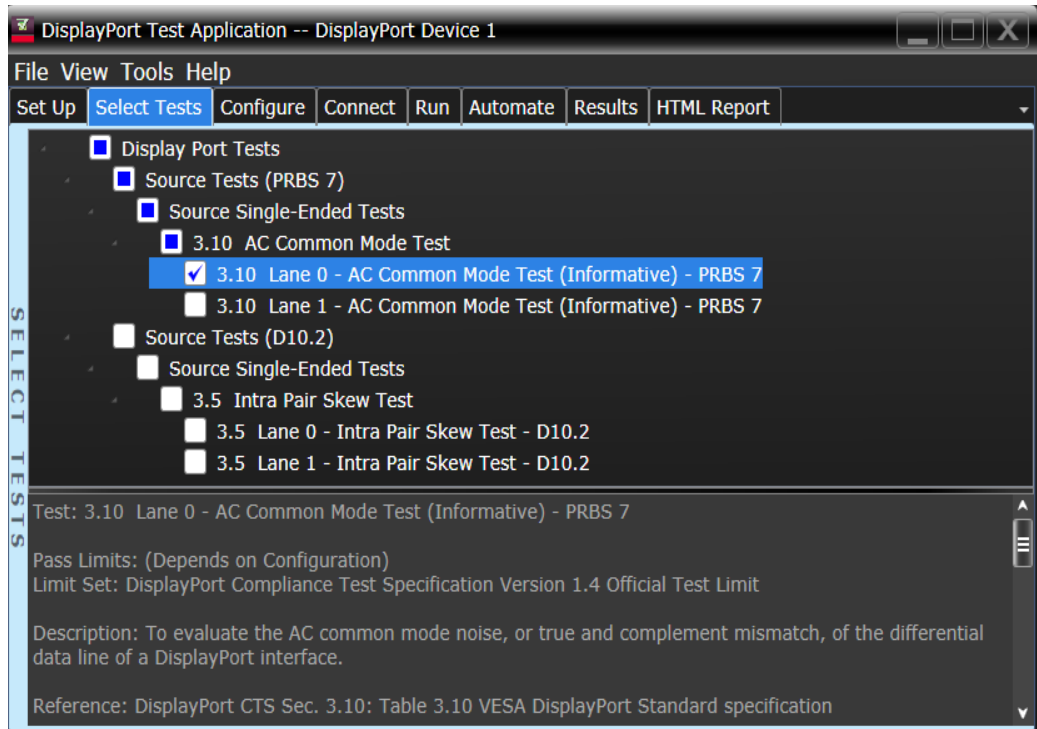 DisplayPort Test Application -- DisplayPort Device 1
File View Tools Help
Set Up Select Tests Configure Connect Run Automate Results HTML Report
SELECT TESTS
Display Port Tests
Source Tests (PRBS 7)
Source Single-Ended Tests
3.10 AC Common Mode Test
3.10 Lane 0 - AC Common Mode Test (Informative) - PRBS 7
3.10 Lane 1 - AC Common Mode Test (Informative) - PRBS 7
Source Tests (D10.2)
Source Single-Ended Tests
3.5 Intra Pair Skew Test
3.5 Lane 0 - Intra Pair Skew Test - D10.2
3.5 Lane 1 - Intra Pair Skew Test - D10.2
Test: 3.10 Lane 0 - AC Common Mode Test (Informative) - PRBS 7
Pass Limits: (Depends on Configuration)
Limit Set: DisplayPort Compliance Test Specification Version 1.4 Official Test Limit
Description: To evaluate the AC common mode noise, or true and complement mismatch, of the differential
data line of a DisplayPort interface.
Reference: DisplayPort CTS Sec. 3.10: Table 3.10 VESA DisplayPort Standard specification